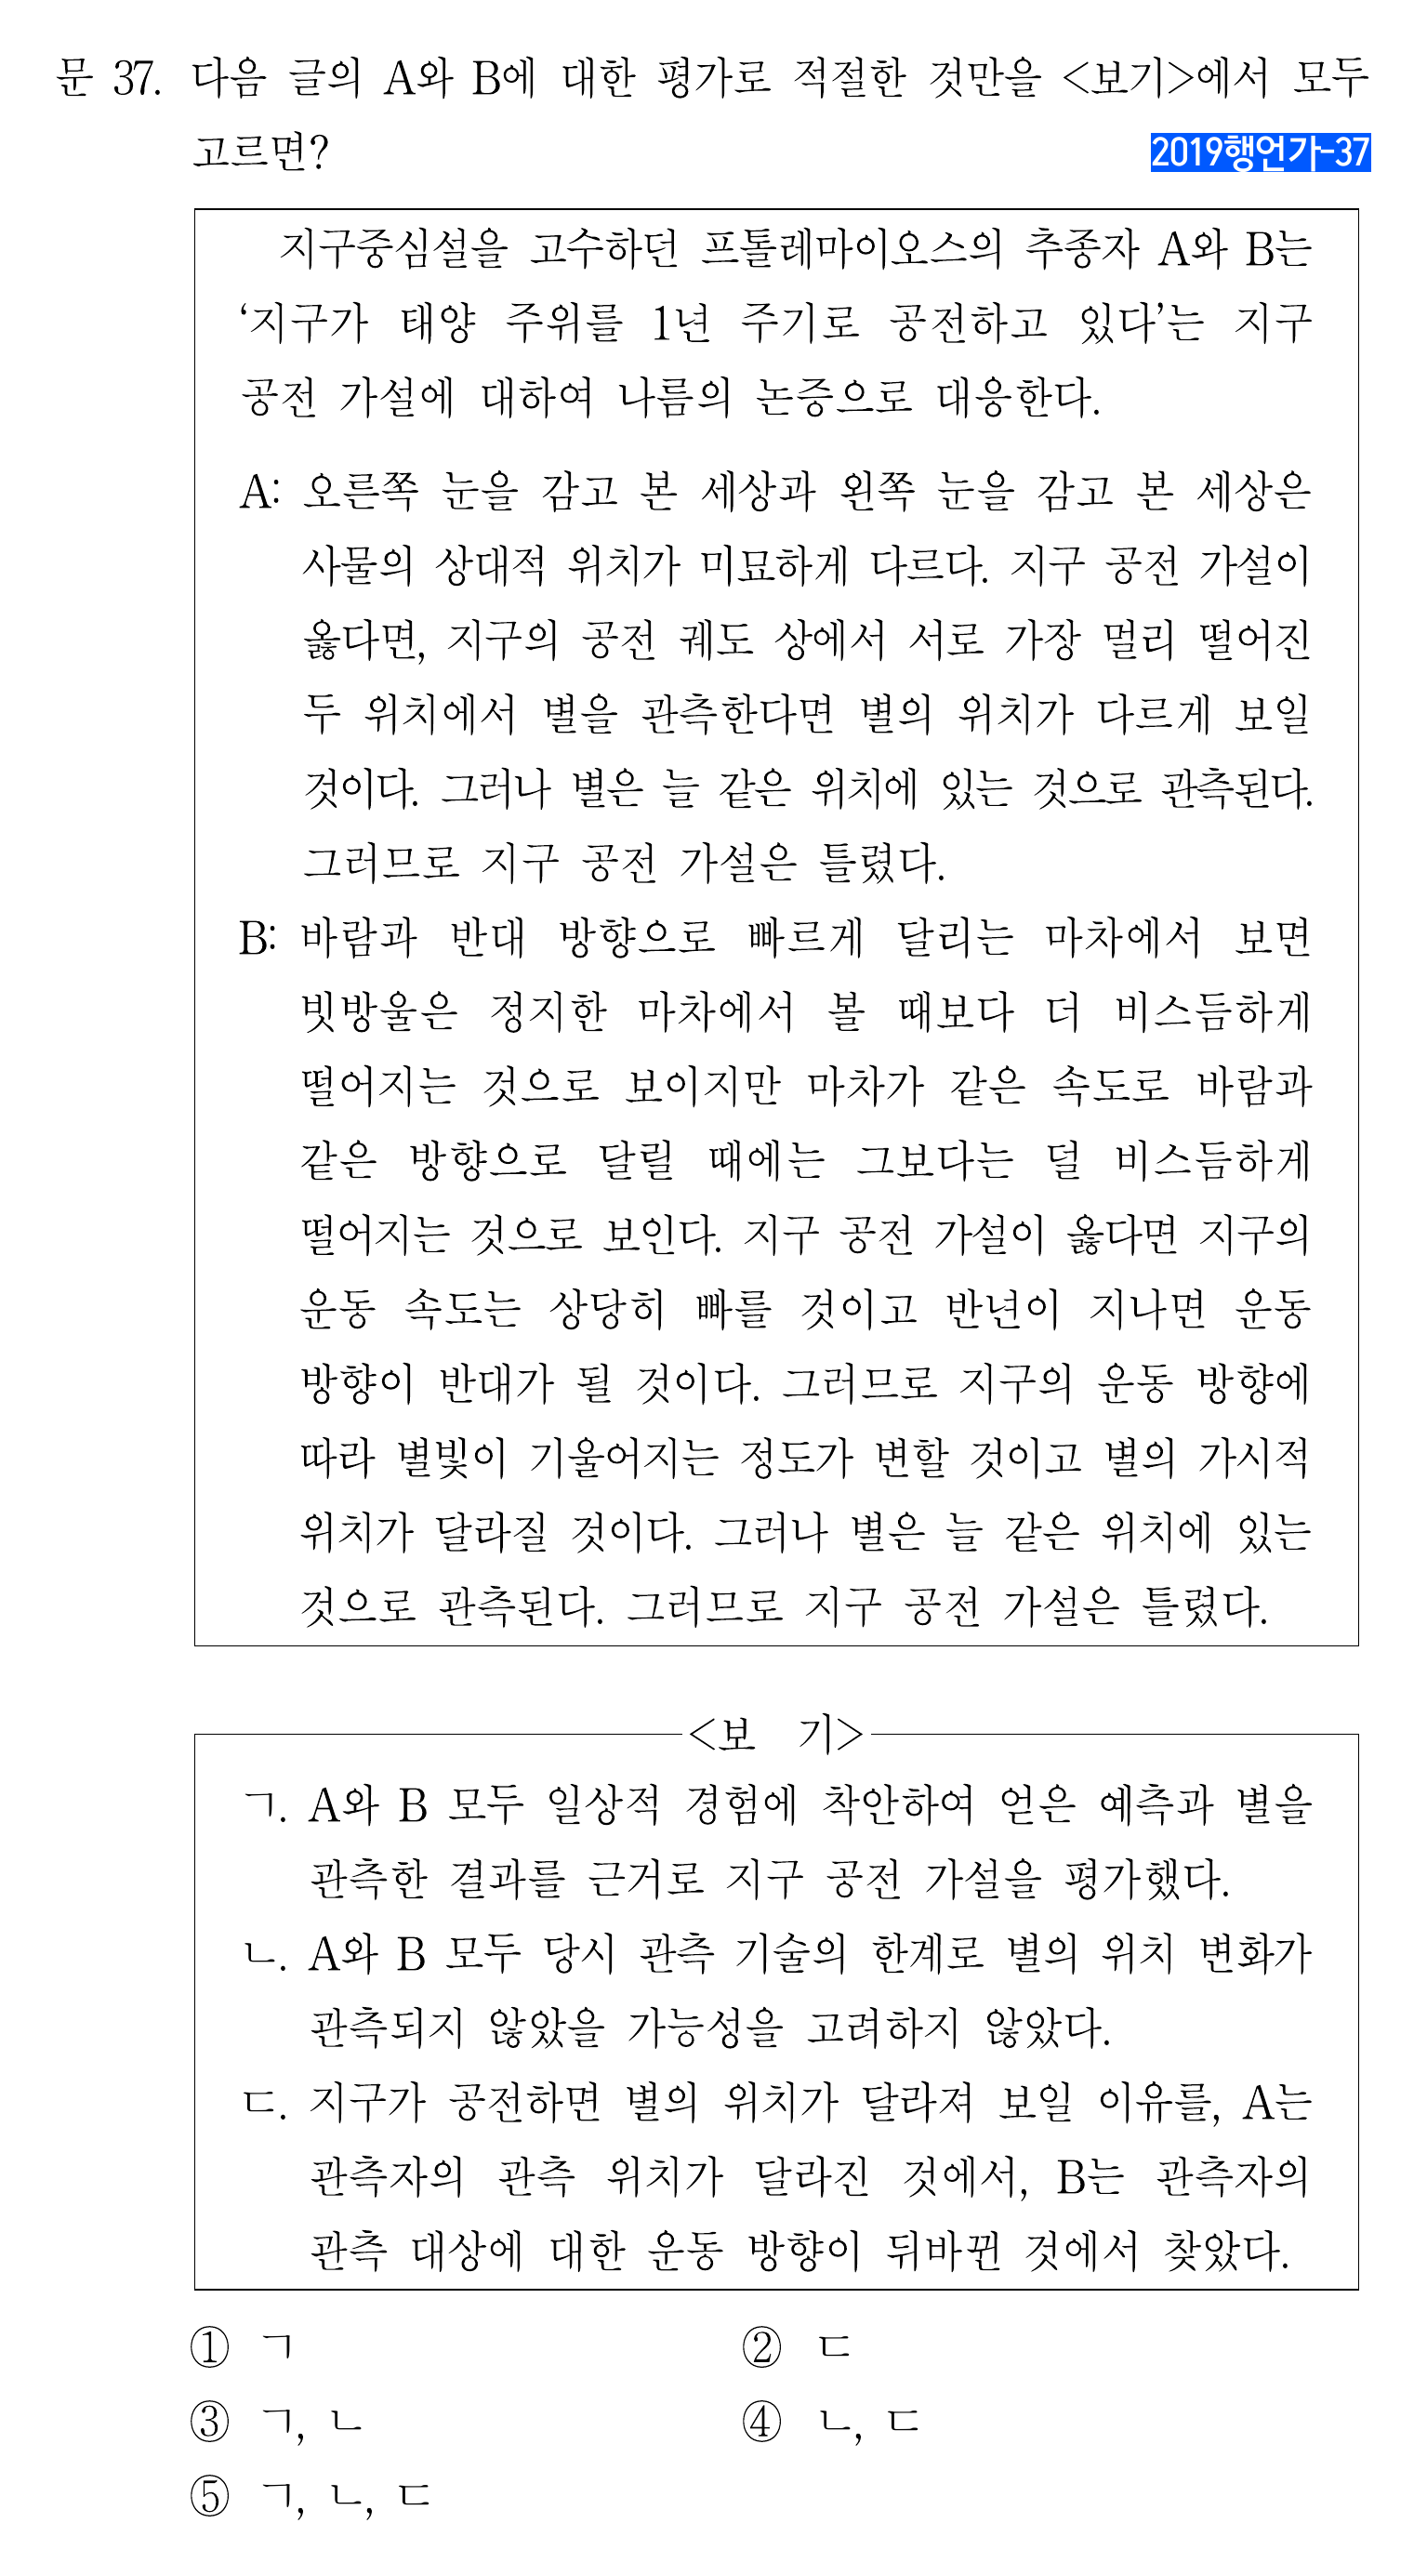 문 37. 다음 글의 A와 B에 대한 평가로 적절한 것만을 <보기>에서 모두
고르면?
2019행언가-37
지구중심설을 고수하던 프톨레마이오스의 추종자 A와 B는
‘지구가 태양 주위를 1년 주기로 공전하고 있다’는 지구
공전 가설에 대하여 나름의 논증으로 대응한다.
A: 오른쪽 눈을 감고 본 세상과 왼쪽 눈을 감고 본 세상은
사물의 상대적 위치가 미묘하게 다르다. 지구 공전 가설이
옳다면, 지구의 공전 궤도 상에서 서로 가장 멀리 떨어진
두 위치에서 별을 관측한다면 별의 위치가 다르게 보일
것이다. 그러나 별은 늘 같은 위치에 있는 것으로 관측된다.
그러므로 지구 공전 가설은 틀렸다.
B: 바람과 반대 방향으로 빠르게 달리는 마차에서 보면
빗방울은 정지한 마차에서 볼 때보다 더 비스듬하게
떨어지는 것으로 보이지만 마차가 같은 속도로 바람과
같은 방향으로 달릴 때에는 그보다는 덜 비스듬하게
떨어지는 것으로 보인다. 지구 공전 가설이 옳다면 지구의
운동 속도는 상당히 빠를 것이고 반년이 지나면 운동
방향이 반대가 될 것이다. 그러므로 지구의 운동 방향에
따라 별빛이 기울어지는 정도가 변할 것이고 별의 가시적
위치가 달라질 것이다. 그러나 별은 늘 같은 위치에 있는
것으로 관측된다. 그러므로 지구 공전 가설은 틀렸다.
<보 기>
ㄱ. A와 B 모두 일상적 경험에 착안하여 얻은 예측과 별을
관측한 결과를 근거로 지구 공전 가설을 평가했다.
ㄴ. A와 B 모두 당시 관측 기술의 한계로 별의 위치 변화가
관측되지 않았을 가능성을 고려하지 않았다.
ㄷ. 지구가 공전하면 별의 위치가 달라져 보일 이유를, A는
관측자의 관측 위치가 달라진 것에서, B는 관측자의
관측 대상에 대한 운동 방향이 뒤바뀐 것에서 찾았다.
① ㄱ ② ㄷ
③ ㄱ, ㄴ ④ ㄴ, ㄷ
⑤ ㄱ, ㄴ, ㄷ